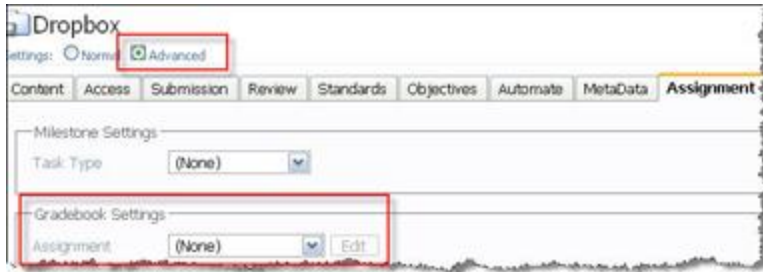 Dropbox
ettings: Normal Advanced
Content Access Submission Review Standards Objectives Automate MetaData Assignment
Milestone Settings
Task Type (None)
Gradebook Settings
Assignment (None) Edit